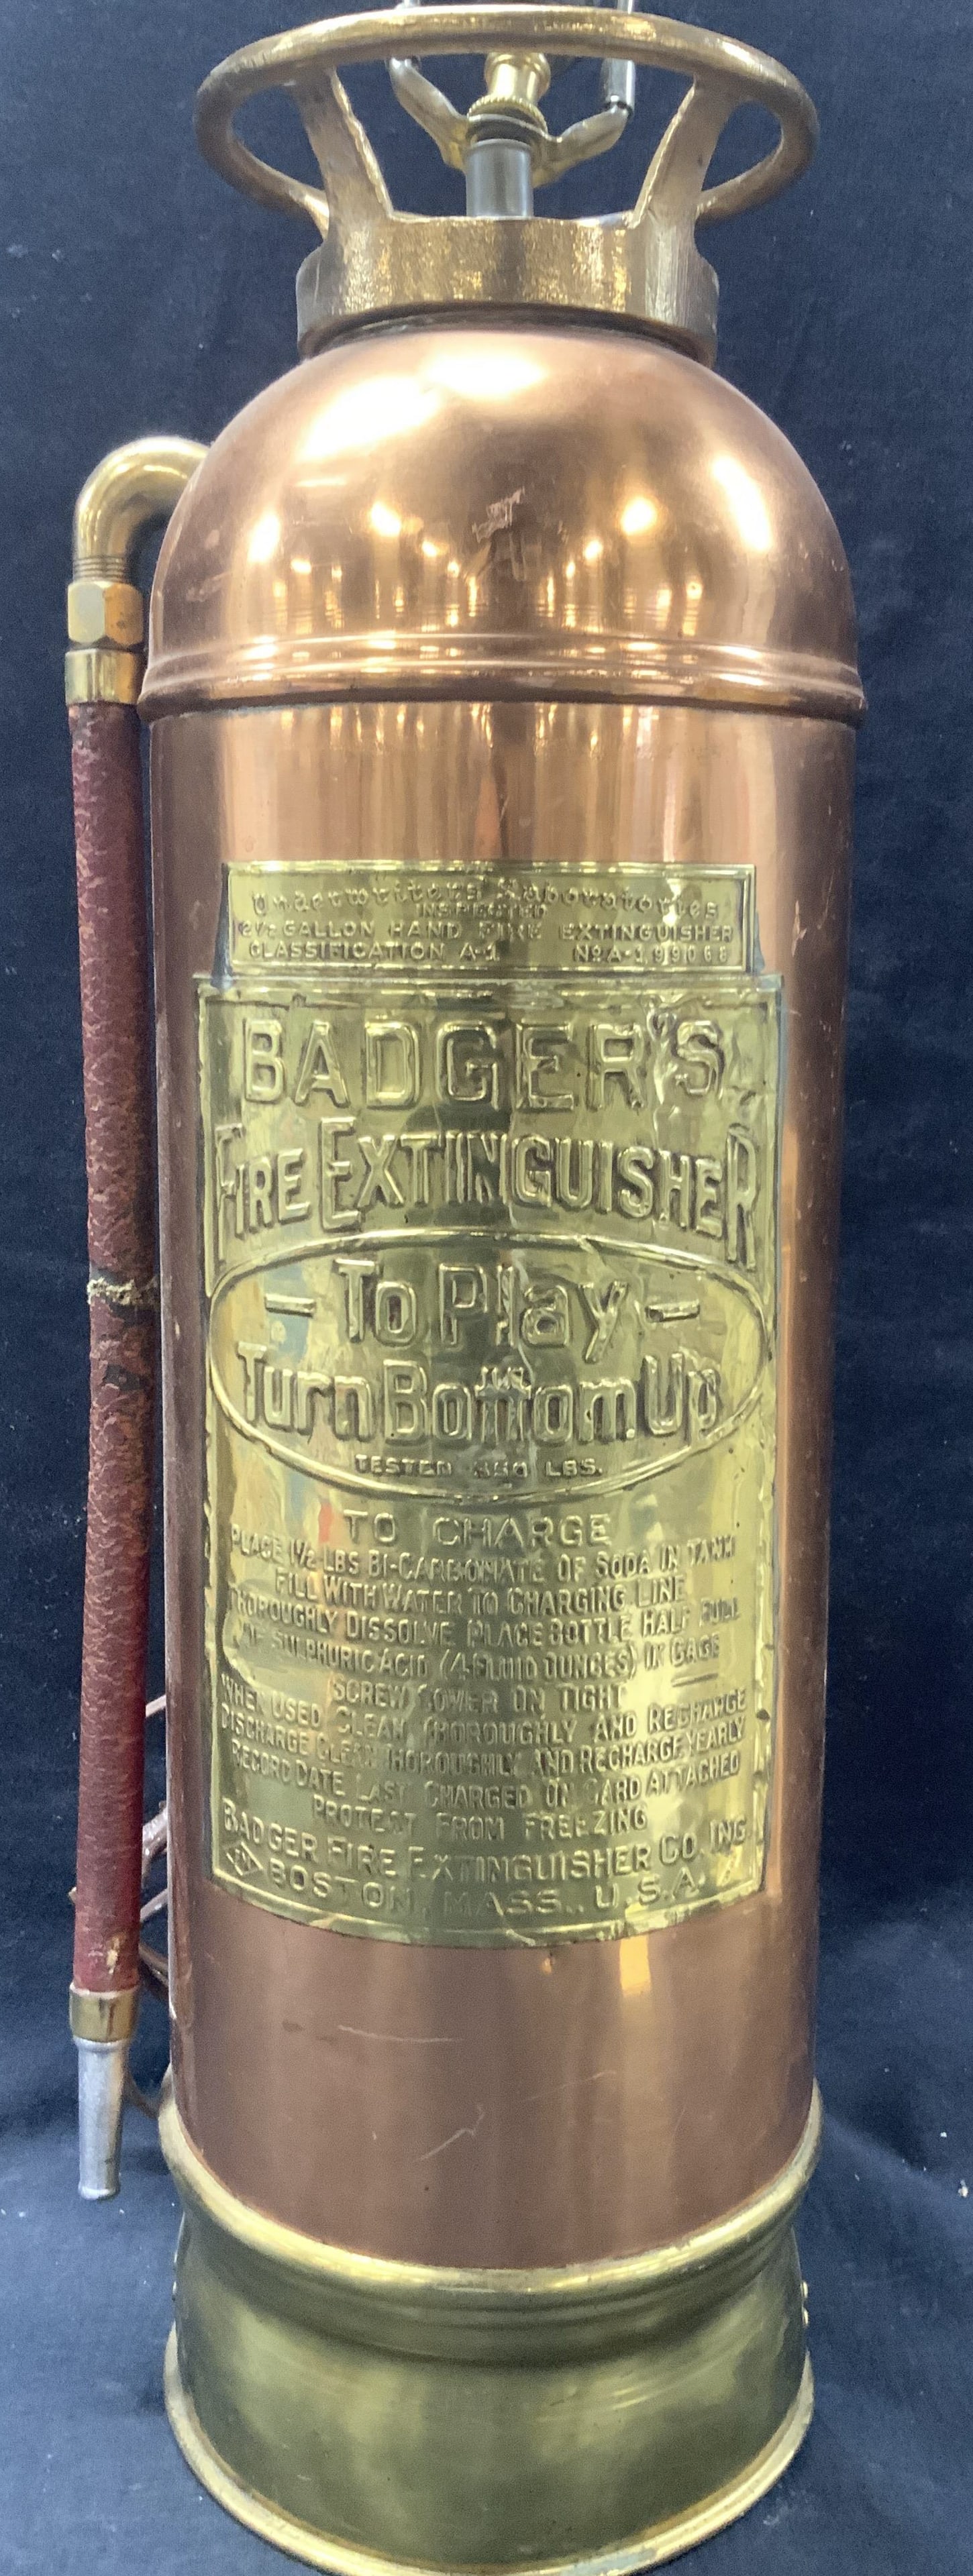 Underwriters Laboratories
INSPECTED
2½ GALLON HAND FIRE EXTINGUISHER
CLASSIFICATION A-1 No A-199068
BADGER'S
FIRE EXTINGUISHER
- To Play -
Turn Bottom Up
TESTED 350 LBS.
TO CHARGE
PLACE 1½ LBS BI-CARBONATE OF SODA IN TANK
FILL WITH WATER TO CHARGING LINE
THOROUGHLY DISSOLVE PLACE BOTTLE HALF FULL
OF SULPHURIC ACID (4 FLUID OUNCES) IN CAGE
SCREW COVER ON TIGHT
WHEN USED CLEAN THOROUGHLY AND RECHARGE
DISCHARGE CLEAN THOROUGHLY AND RECHARGE YEARLY
RECORD DATE LAST CHARGED ON CARD ATTACHED
PROTECT FROM FREEZING
BADGER FIRE EXTINGUISHER CO. INC.
BOSTON, MASS., U.S.A.